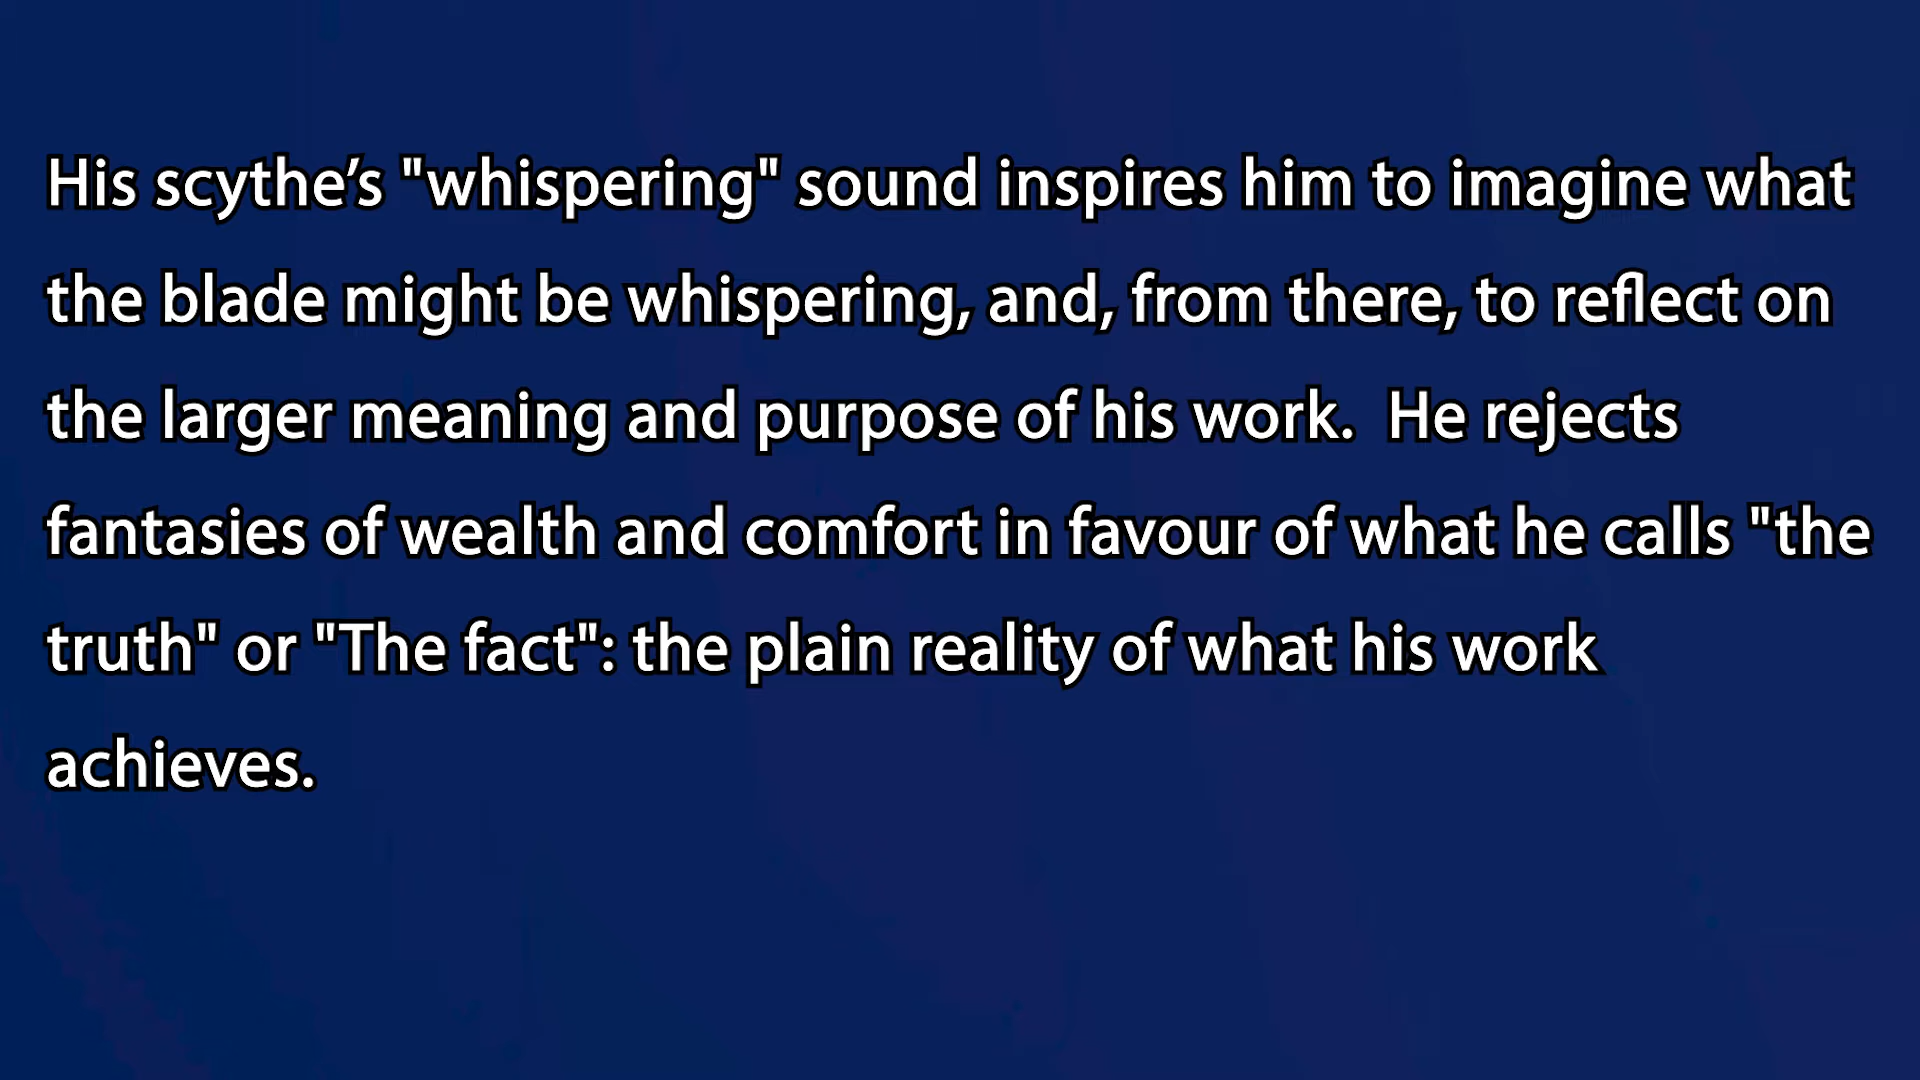 His scythe’s "whispering" sound inspires him to imagine what
the blade might be whispering, and, from there, to reflect on
the larger meaning and purpose of his work.  He rejects
fantasies of wealth and comfort in favour of what he calls "the
truth" or "The fact": the plain reality of what his work
achieves.